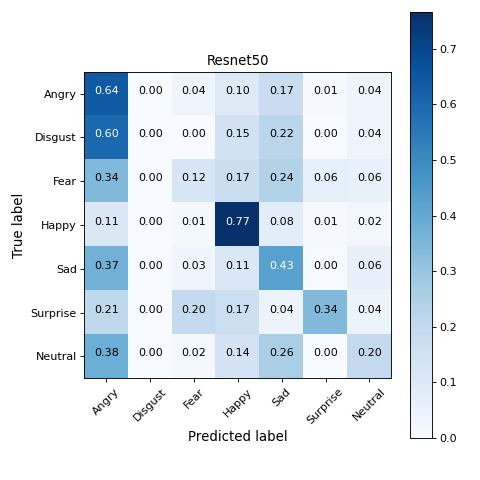 Resnet50
True label
Angry 0.64 0.00 0.04 0.10 0.17 0.01 0.04
Disgust 0.60 0.00 0.00 0.15 0.22 0.00 0.04
Fear 0.34 0.00 0.12 0.17 0.24 0.06 0.06
Happy 0.11 0.00 0.01 0.77 0.08 0.01 0.02
Sad 0.37 0.00 0.03 0.11 0.43 0.00 0.06
Surprise 0.21 0.00 0.20 0.17 0.04 0.34 0.04
Neutral 0.38 0.00 0.02 0.14 0.26 0.00 0.20
Angry Disgust Fear Happy Sad Surprise Neutral
Predicted label
0.7
0.6
0.5
0.4
0.3
0.2
0.1
0.0